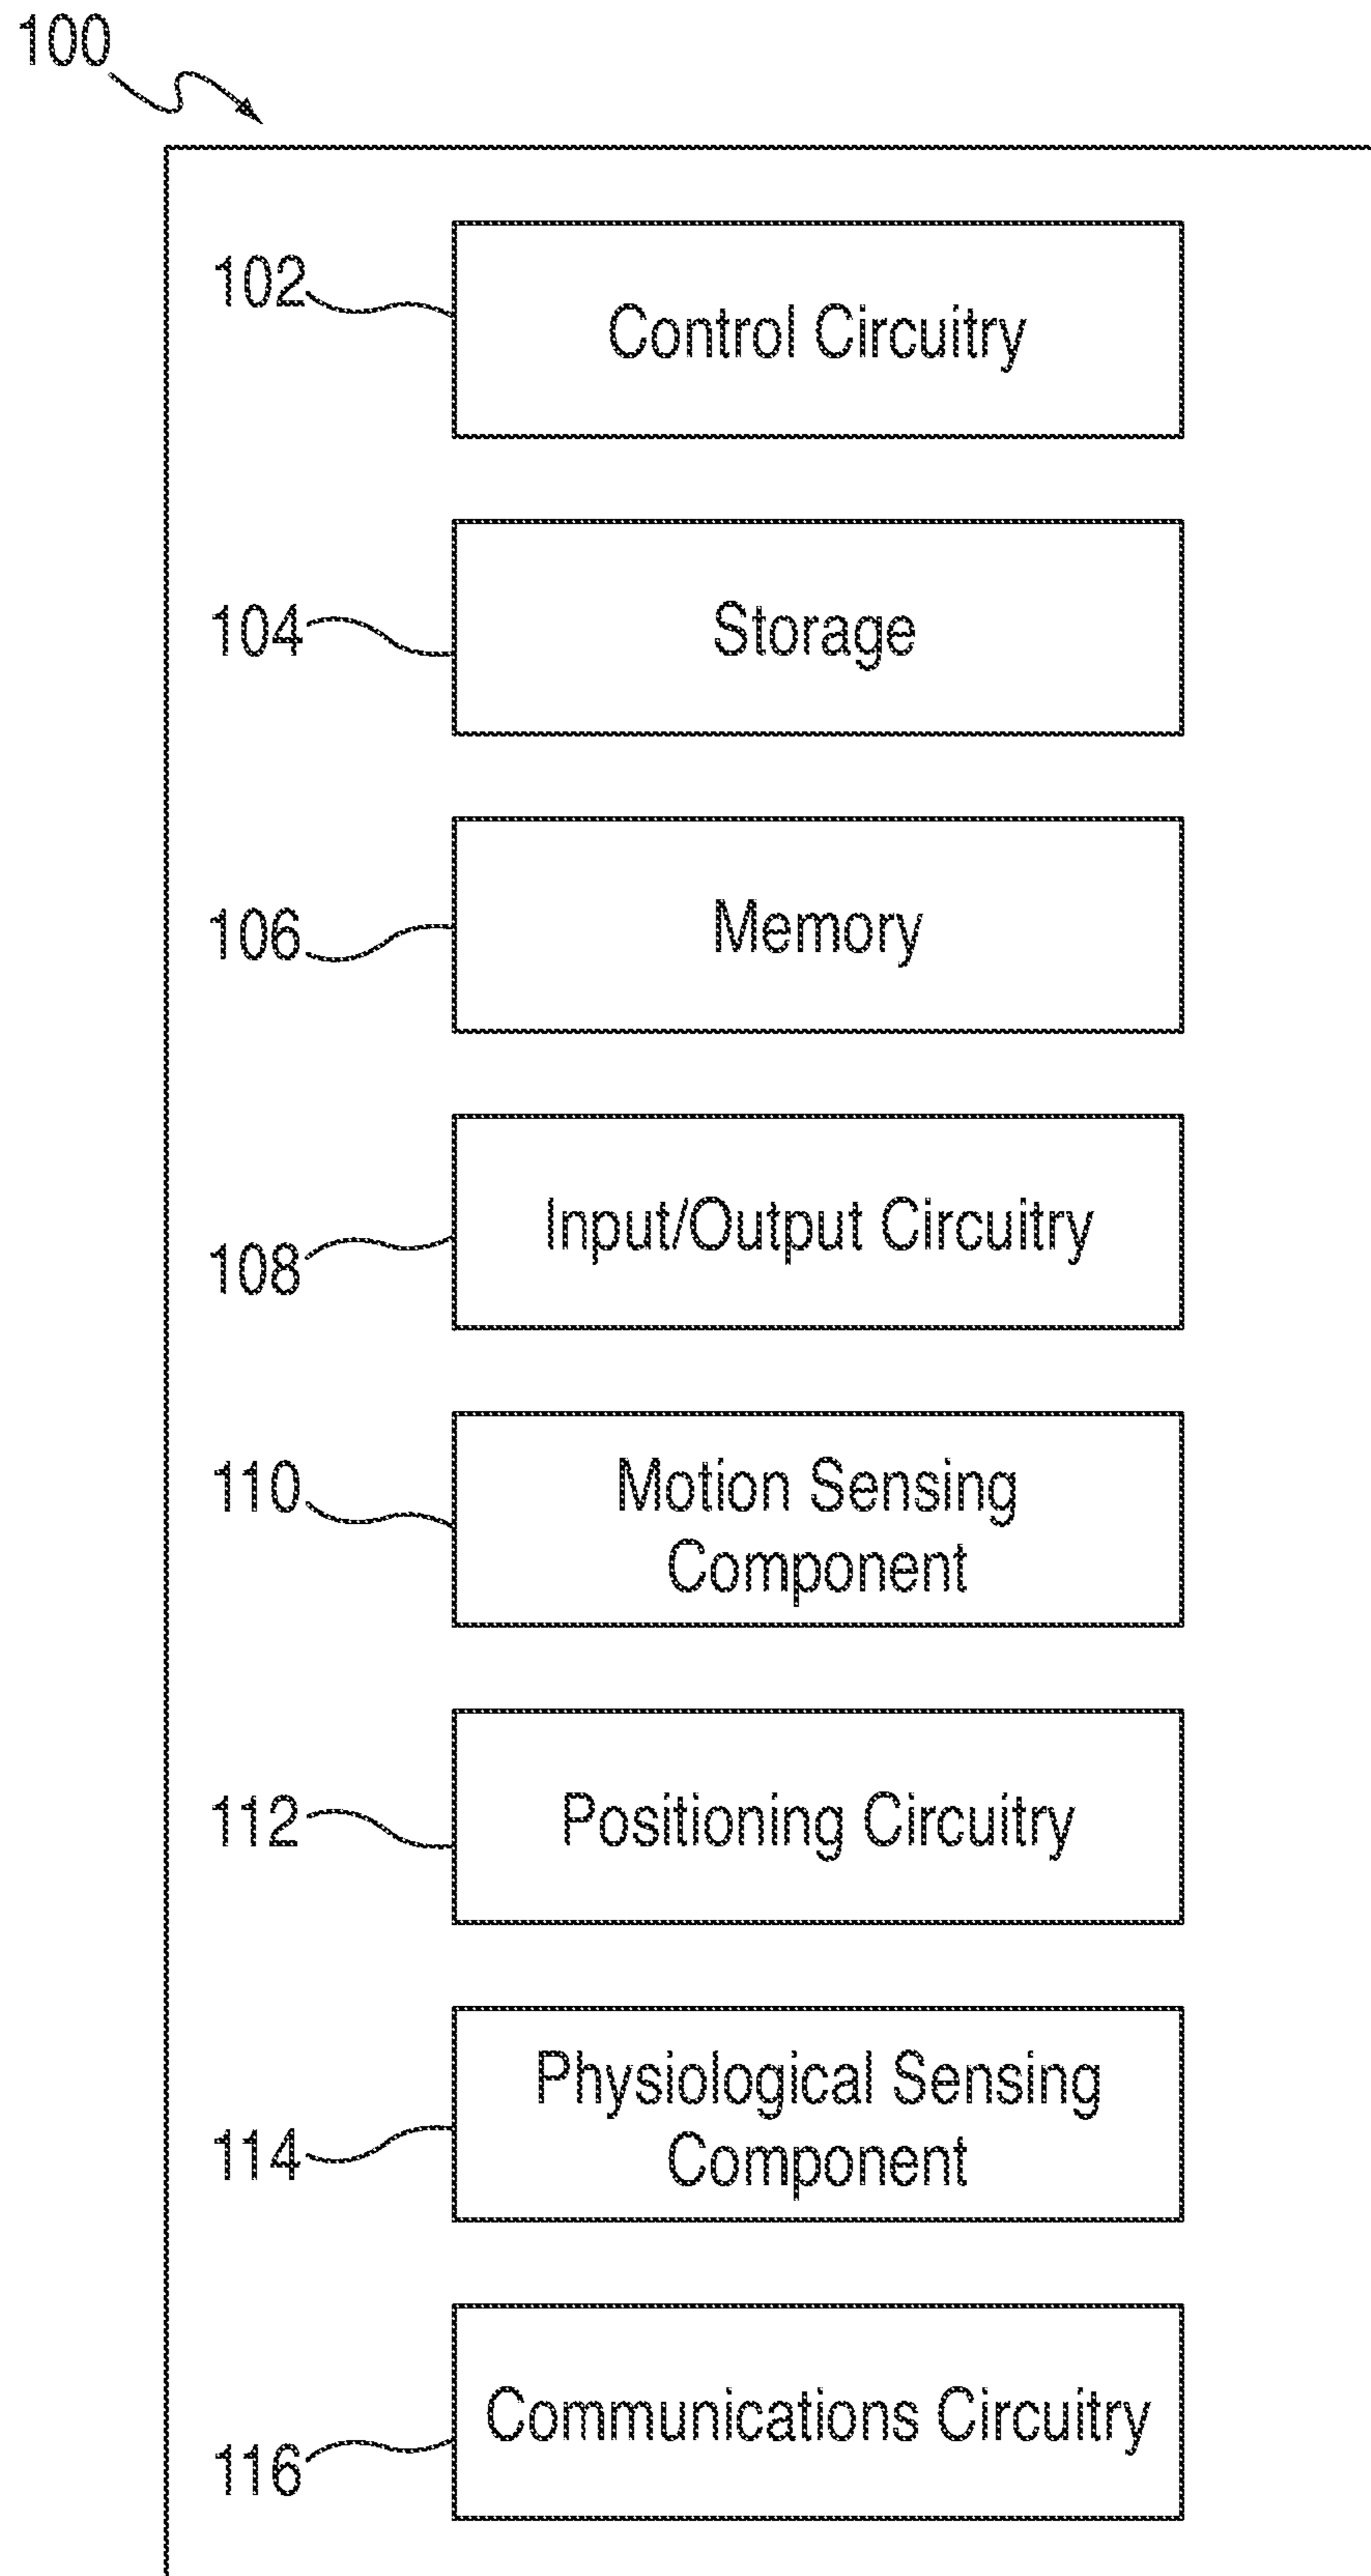 100
102
Control Circuitry
104
Storage
106
Memory
108
Input/Output Circuitry
110
Motion Sensing
Component
112
Positioning Circuitry
114
Physiological Sensing
Component
116
Communications Circuitry